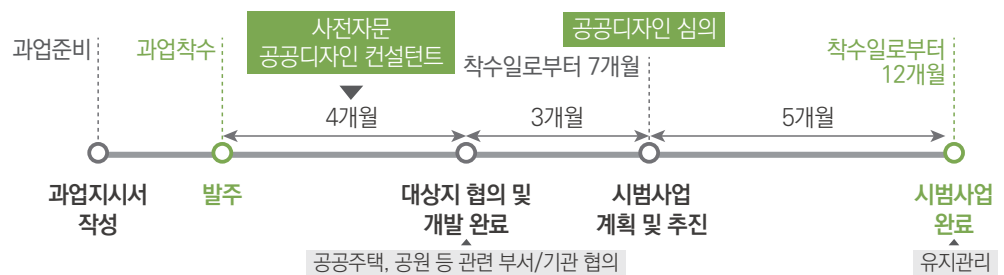 과업준비
과업착수
사전자문
공공디자인 컨설턴트
공공디자인 심의
착수일로부터 7개월
착수일로부터
12개월
4개월
3개월
5개월
과업지시서
작성
발주
대상지 협의 및
개발 완료
시범사업
계획 및 추진
시범사업
완료
공공주택, 공원 등 관련 부서/기관 협의
유지관리